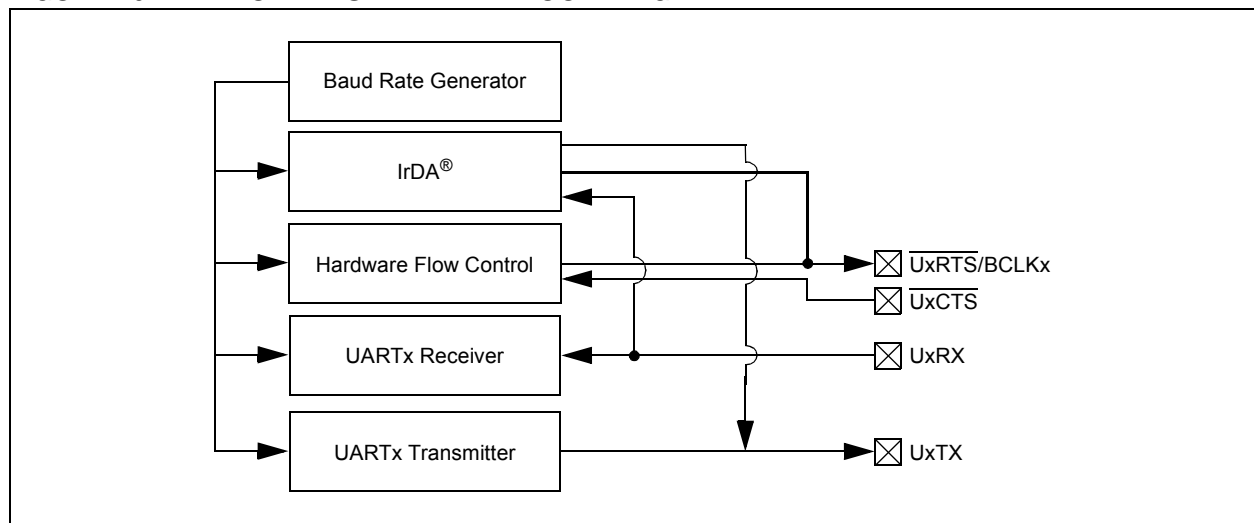 Baud Rate Generator
IrDA®
Hardware Flow Control
UxRTS/BCLKx
UxCTS
UARTx Receiver
UxRX
UARTx Transmitter
UxTX